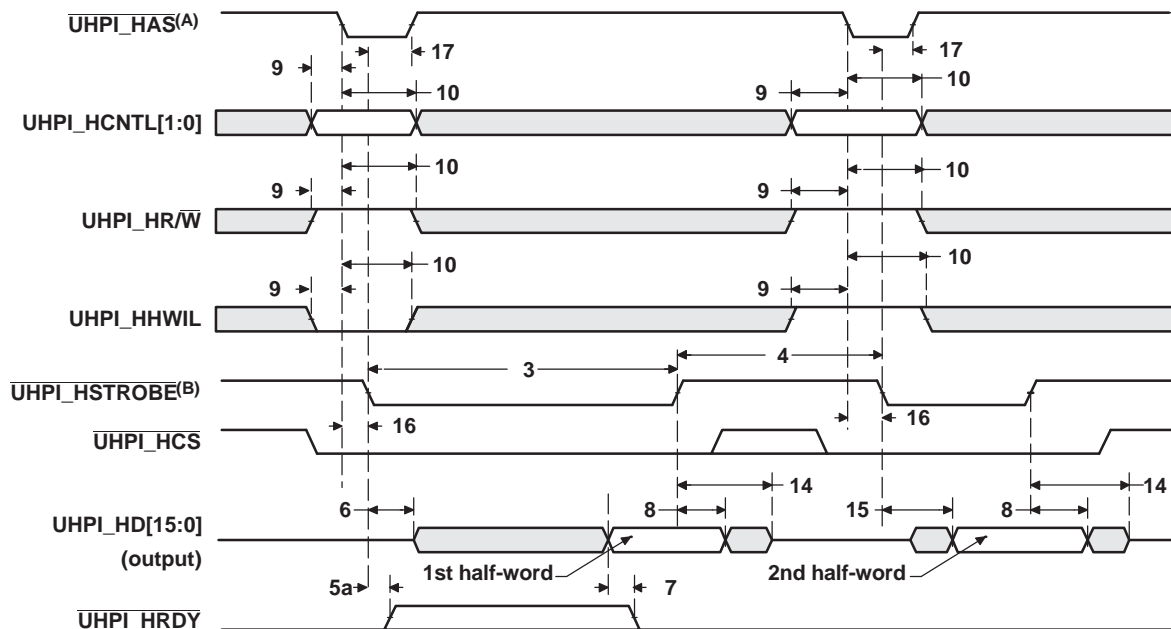 UHPI_HAS(A)
17 17
9 10 9 10
UHPI_HCNTL[1:0]
10 10
9 9
UHPI_HR/W
10 10
9 9
UHPI_HHWIL
3 4
UHPI_HSTROBE(B)
16 16
UHPI_HCS
14 14
6 8 15 8
UHPI_HD[15:0]
(output)
1st half-word 2nd half-word
5a 7
UHPI_HRDY